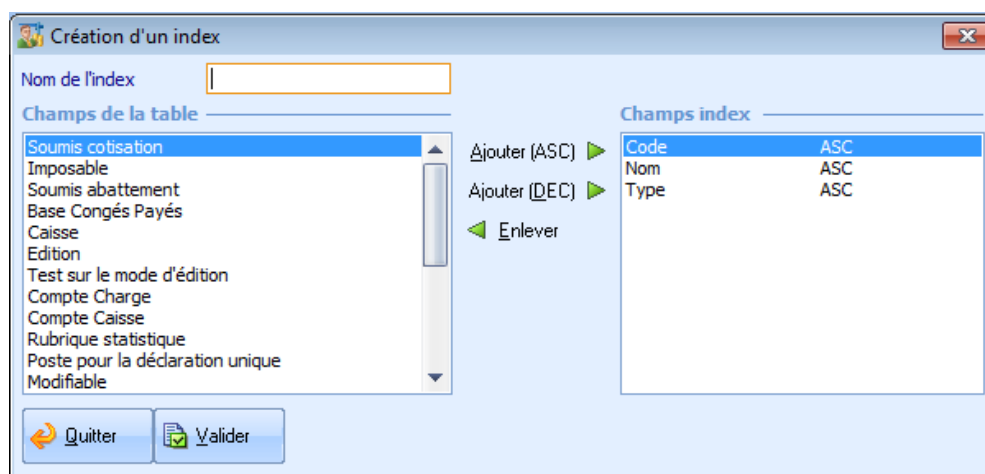 Création d'un index
Nom de l'index
Champs de la table
Soumis cotisation
Imposable
Soumis abattement
Base Congés Payés
Caisse
Edition
Test sur le mode d'édition
Compte Charge
Compte Caisse
Rubrique statistique
Poste pour la déclaration unique
Modifiable
Ajouter (ASC)
Ajouter (DEC)
Enlever
Champs index
Code ASC
Nom ASC
Type ASC
Quitter
Valider